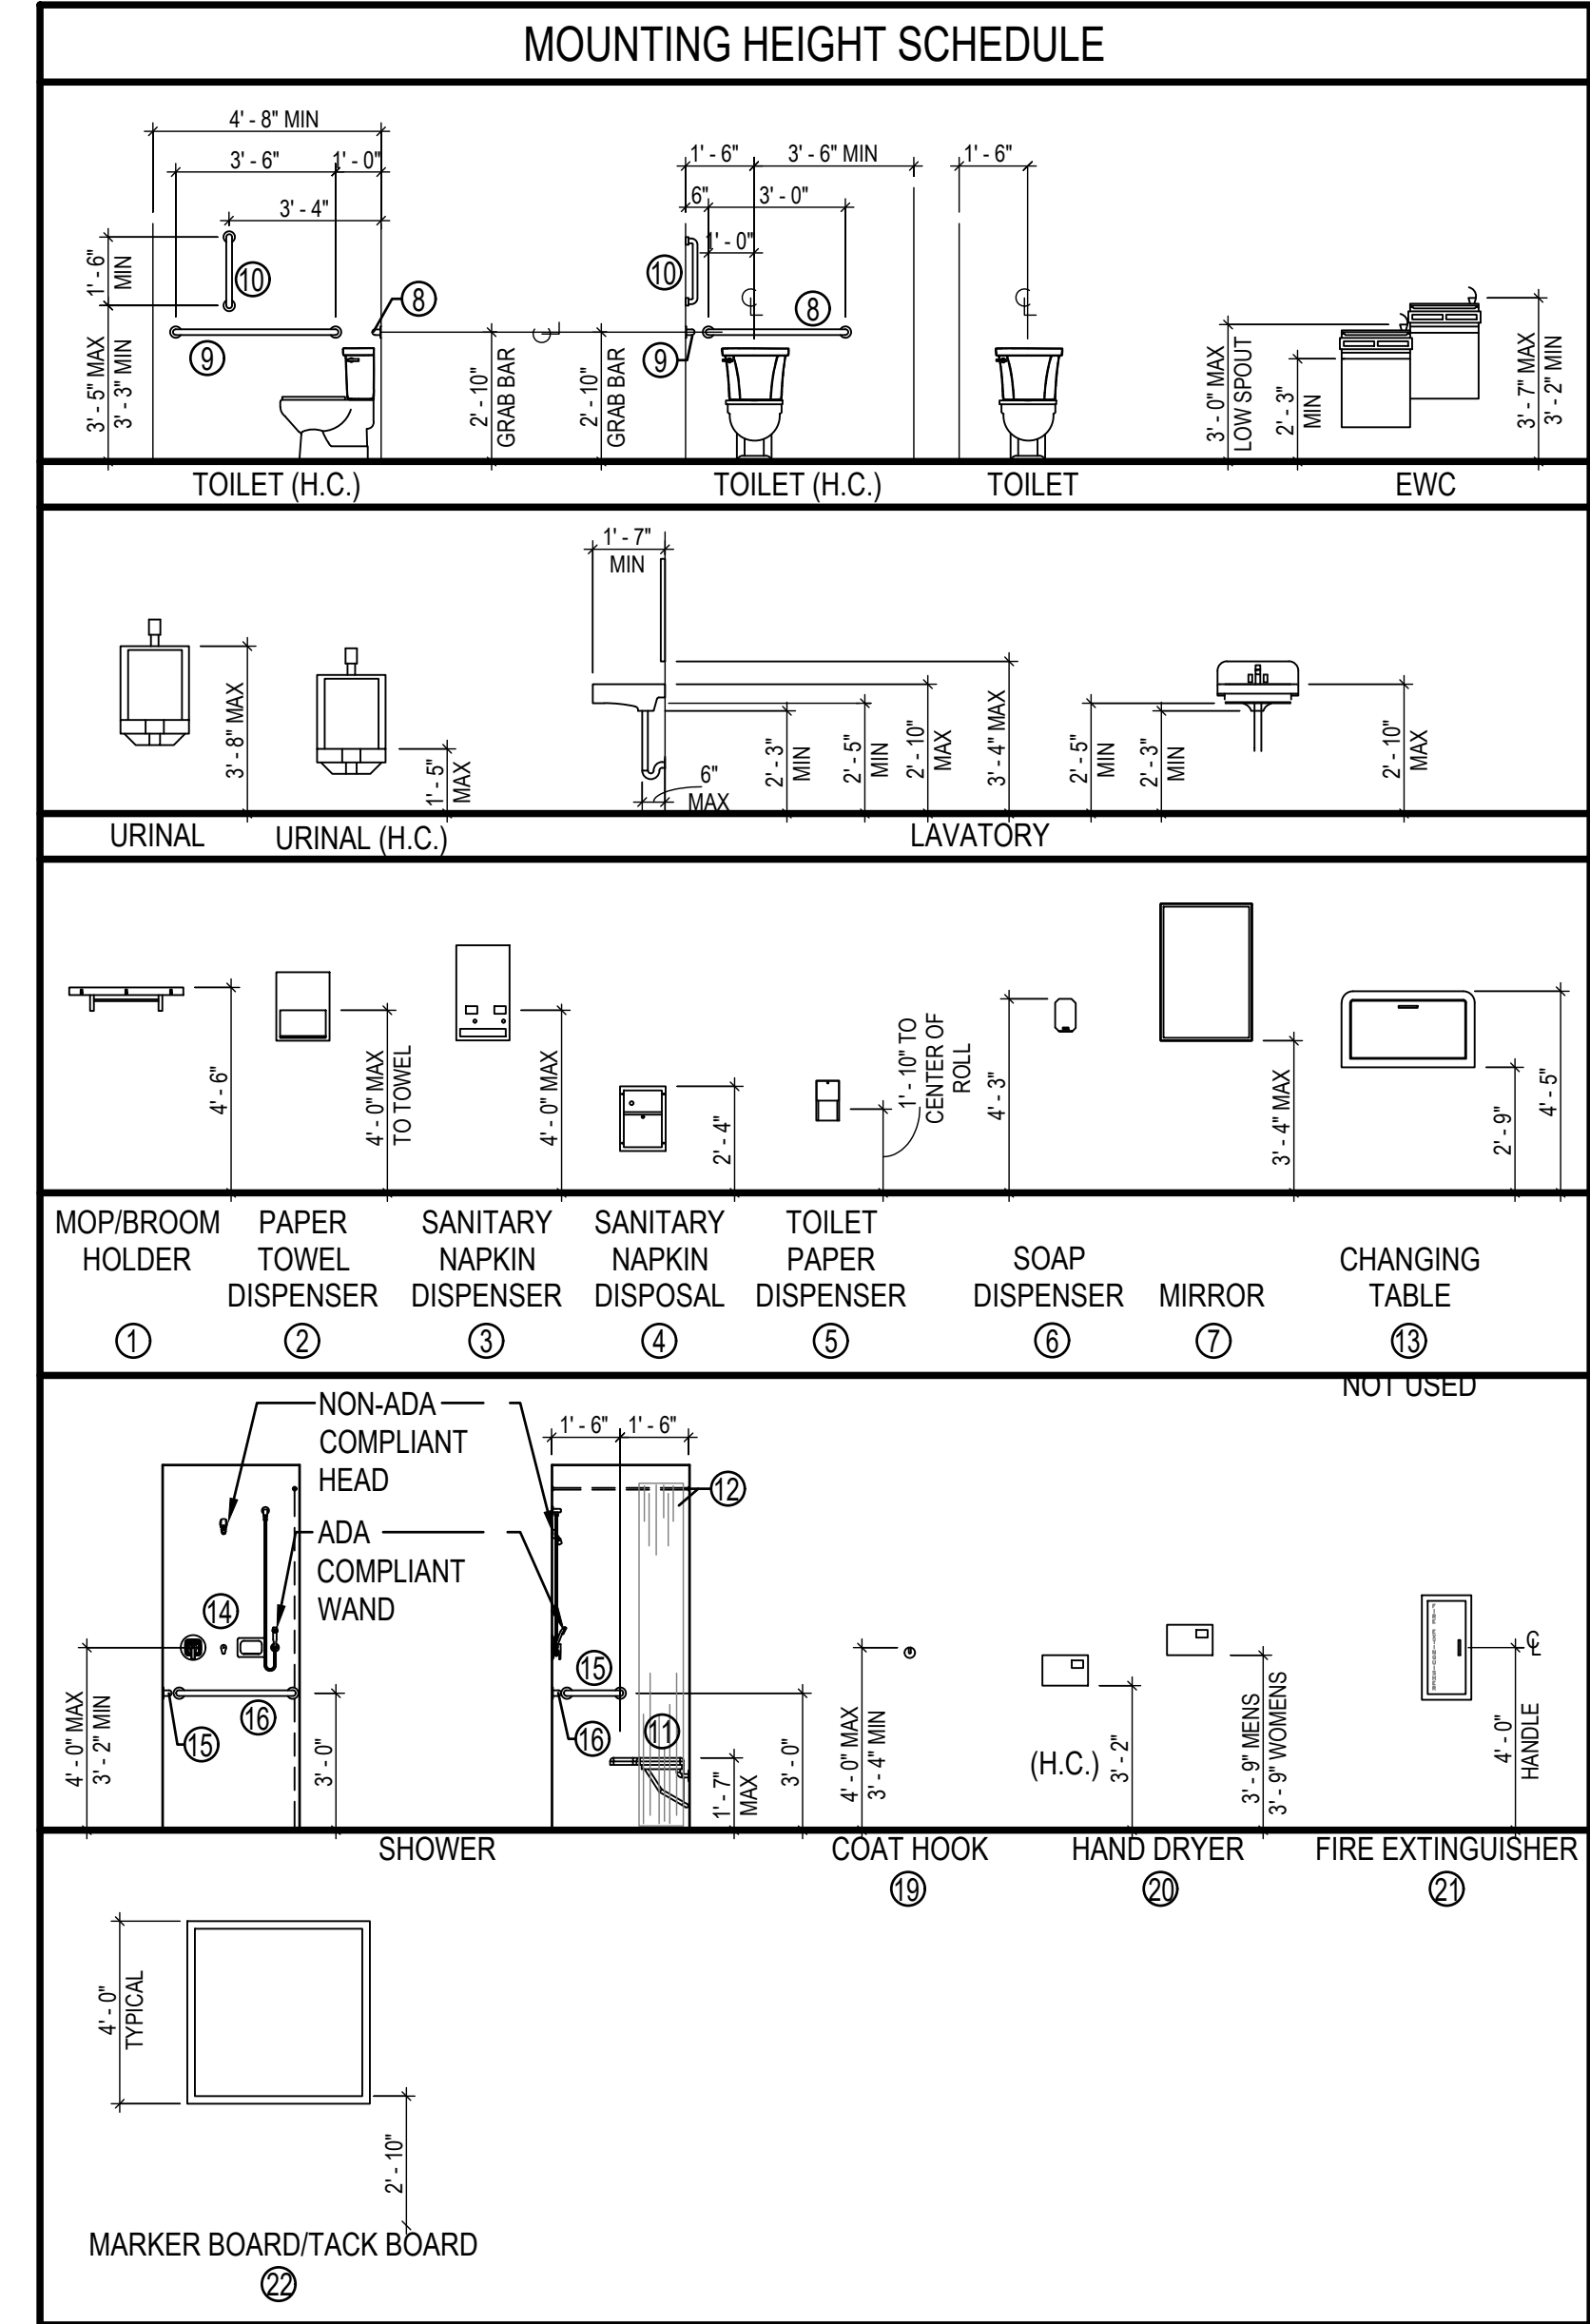 MOUNTING HEIGHT SCHEDULE
4' - 8" MIN
3' - 6"
1' - 0"
3' - 4"
1' - 6"
MIN
3' - 5" MAX
3' - 3" MIN
10
9
8
2' - 10"
GRAB BAR
2' - 10"
GRAB BAR
1' - 6"
3' - 6" MIN
6"
3' - 0"
1' - 0"
10
8
9
1' - 6"
3' - 0" MAX
LOW SPOUT
2' - 3"
MIN
3' - 7" MAX
3' - 2" MIN
TOILET (H.C.)
TOILET (H.C.)
TOILET
EWC
3' - 8" MAX
1' - 5"
MAX
1' - 7"
MIN
6"
MAX
2' - 3"
MIN
2' - 5"
MIN
2' - 10"
MAX
3' - 4" MAX
2' - 5"
MIN
2' - 3"
MIN
2' - 10"
MAX
URINAL
URINAL (H.C.)
LAVATORY
4' - 6"
4' - 0" MAX
TO TOWEL
4' - 0" MAX
2' - 4"
1' - 10" TO
CENTER OF
ROLL
4' - 3"
3' - 4" MAX
2' - 9"
4' - 5"
MOP/BROOM
HOLDER
1
PAPER
TOWEL
DISPENSER
2
SANITARY
NAPKIN
DISPENSER
3
SANITARY
NAPKIN
DISPOSAL
4
TOILET
PAPER
DISPENSER
5
SOAP
DISPENSER
6
MIRROR
7
CHANGING
TABLE
13
NOT USED
NON-ADA
COMPLIANT
HEAD
ADA
COMPLIANT
WAND
14
15
16
4' - 0" MAX
3' - 2" MIN
3' - 0"
1' - 6"
1' - 6"
12
15
16
11
1' - 7"
MAX
3' - 0"
4' - 0" MAX
3' - 4" MIN
(H.C.)
3' - 2"
3' - 9" MENS
3' - 9" WOMENS
FIRE EXTINGUISHER
4' - 0"
HANDLE
SHOWER
COAT HOOK
19
HAND DRYER
20
FIRE EXTINGUISHER
21
4' - 0"
TYPICAL
2' - 10"
MARKER BOARD/TACK BOARD
22